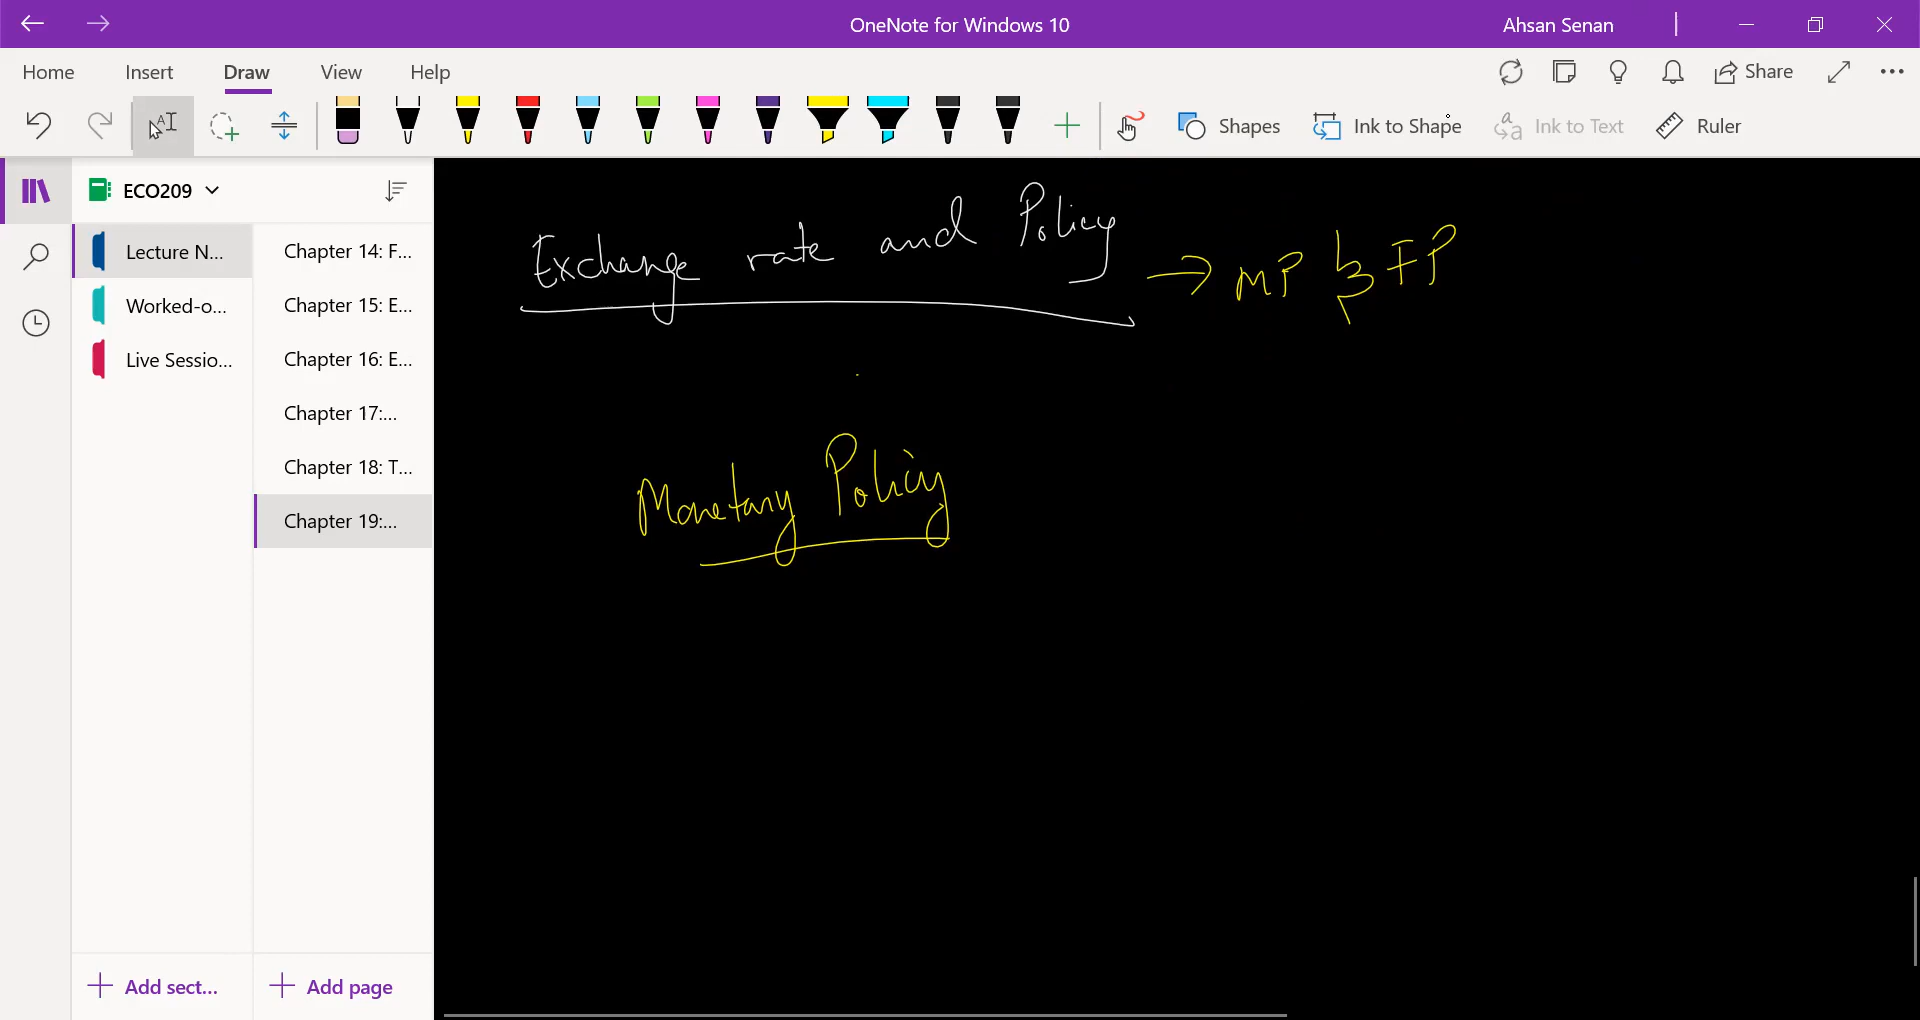 OneNote for Windows 10
Ahsan Senan
Home Insert Draw View Help
Share
Shapes Ink to Shape Ink to Text Ruler
ECO209
Lecture N...
Worked-o...
Live Sessio...
Chapter 14: F...
Chapter 15: E...
Chapter 16: E...
Chapter 17:...
Chapter 18: T...
Chapter 19:...
Add sect...
Add page
Exchange rate and Policy → MP & FP
Monetary Policy